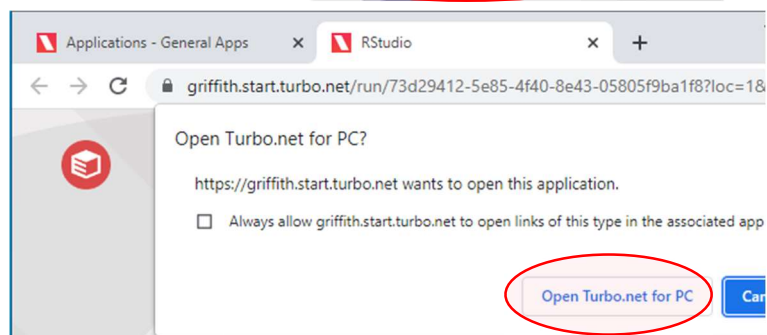 Applications - General Apps
RStudio
griffith.start.turbo.net/run/73d29412-5e85-4f40-8e43-05805f9ba1f8?loc=1&
Open Turbo.net for PC?
https://griffith.start.turbo.net wants to open this application.
Always allow griffith.start.turbo.net to open links of this type in the associated app
Open Turbo.net for PC